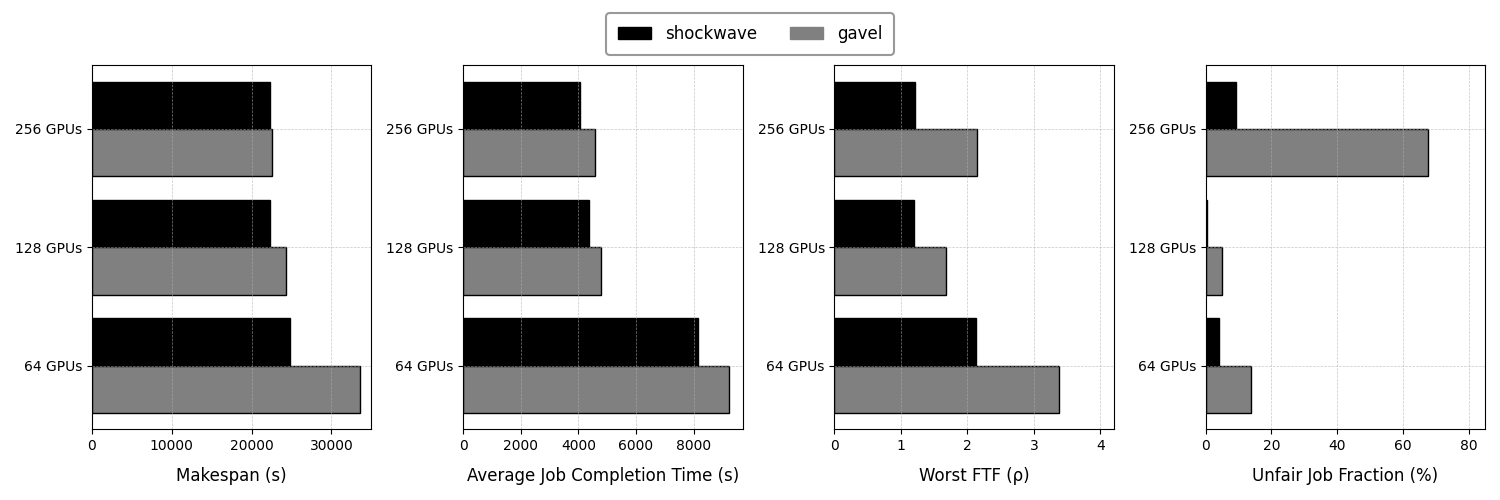 shockwave gavel
256 GPUs
128 GPUs
64 GPUs
0 10000 20000 30000
Makespan (s)
256 GPUs
128 GPUs
64 GPUs
0 2000 4000 6000 8000
Average Job Completion Time (s)
256 GPUs
128 GPUs
64 GPUs
0 1 2 3 4
Worst FTF (ρ)
256 GPUs
128 GPUs
64 GPUs
0 20 40 60 80
Unfair Job Fraction (%)